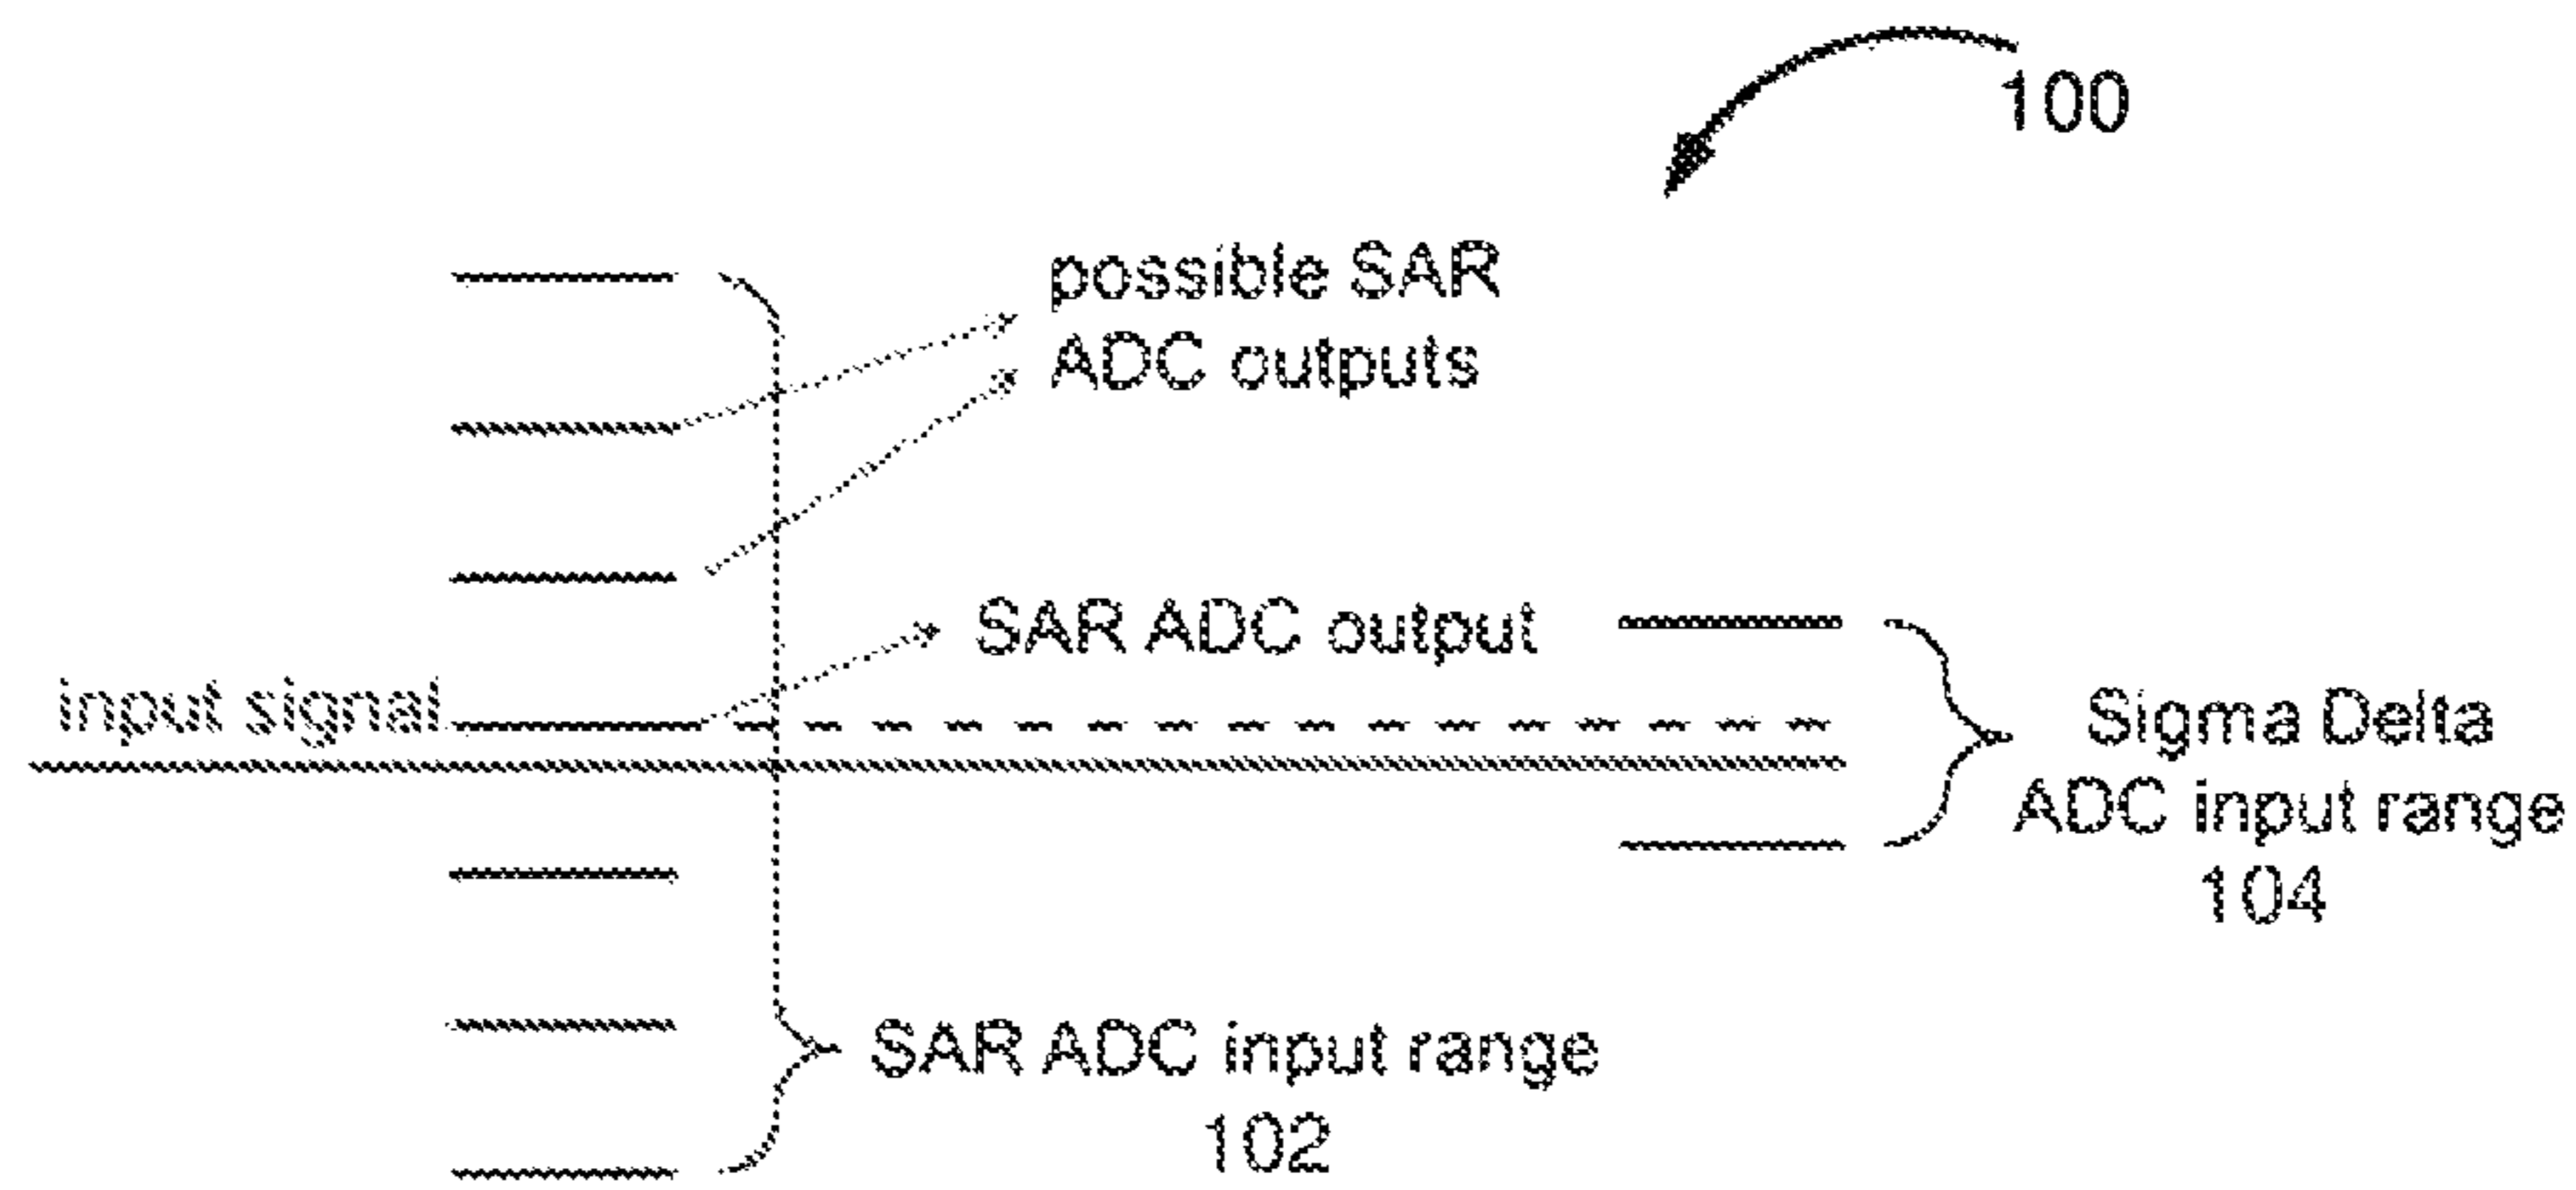 100
possible SAR
ADC outputs
SAR ADC output
input signal
Sigma Delta
ADC input range
104
SAR ADC input range
102